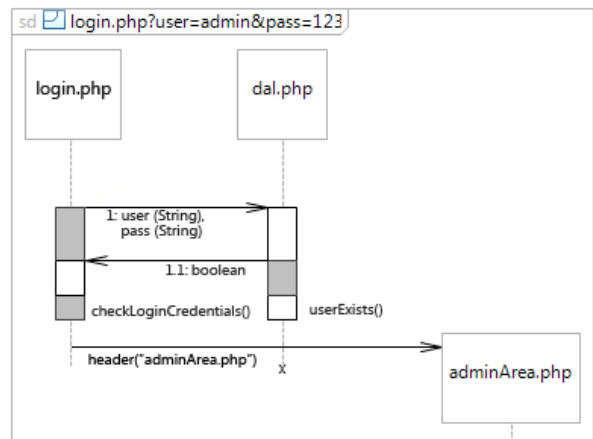 sd login.php?user=admin&pass=123
login.php
dal.php
1: user (String),
pass (String)
1.1: boolean
checkLoginCredentials()
userExists()
header("adminArea.php")
x
adminArea.php